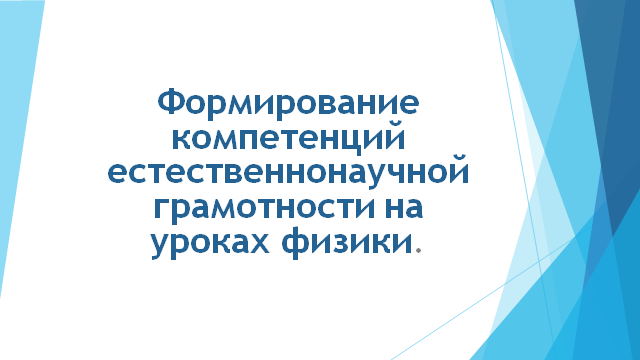 Формирование
компетенций
естественнонаучной
грамотности на
уроках физики.